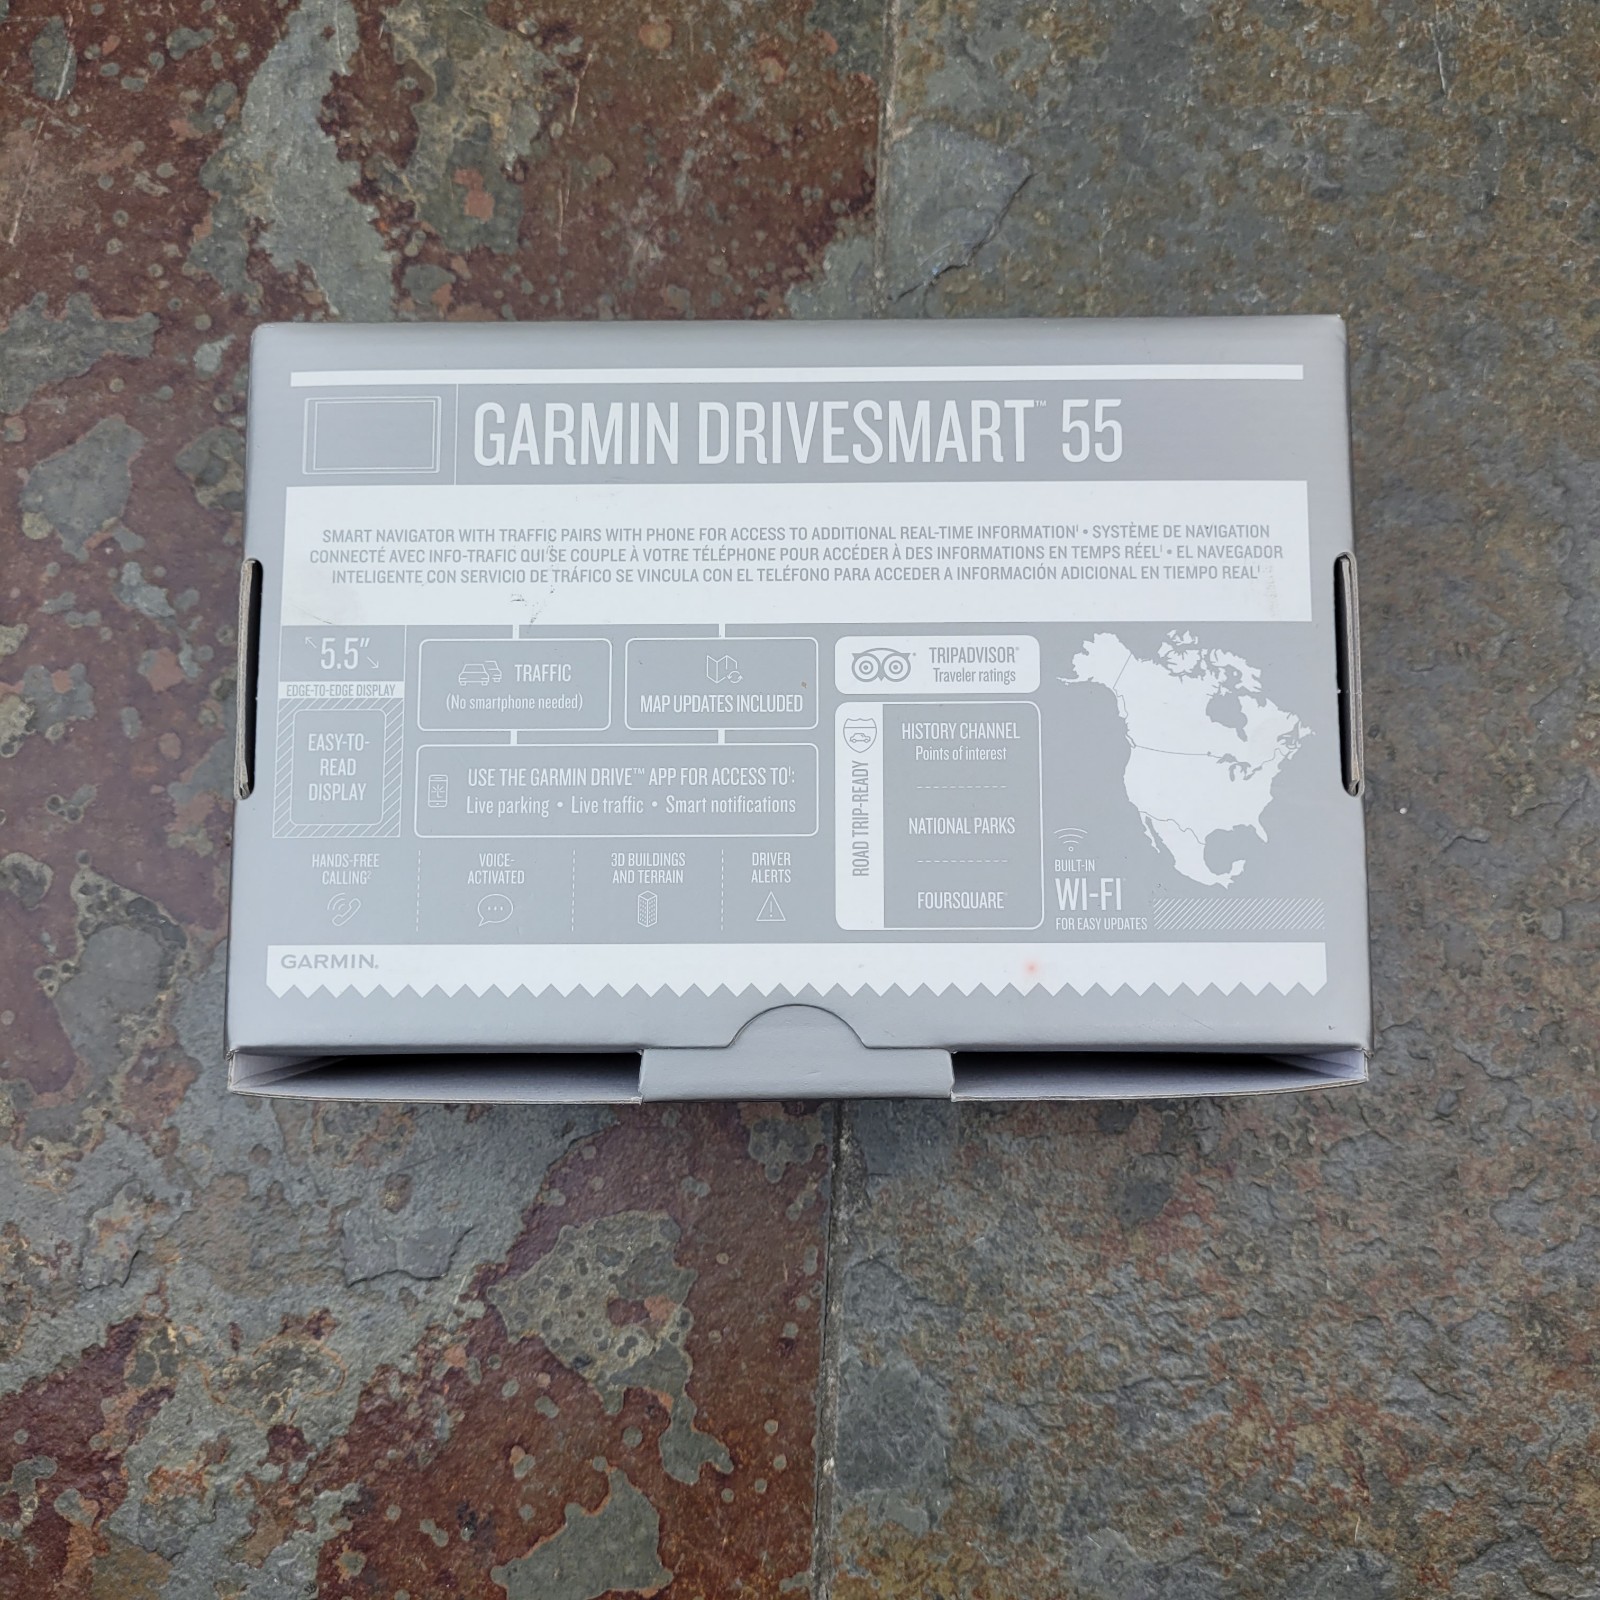 GARMIN DRIVESMART™ 55
SMART NAVIGATOR WITH TRAFFIC PAIRS WITH PHONE FOR ACCESS TO ADDITIONAL REAL-TIME INFORMATION¹ • SYSTÈME DE NAVIGATION
CONNECTÉ AVEC INFO-TRAFIC QUI SE COUPLE À VOTRE TÉLÉPHONE POUR ACCÉDER À DES INFORMATIONS EN TEMPS RÉEL¹ • EL NAVEGADOR
INTELIGENTE CON SERVICIO DE TRÁFICO SE VINCULA CON EL TELÉFONO PARA ACCEDER A INFORMACIÓN ADICIONAL EN TIEMPO REAL¹
5.5"
EDGE-TO-EDGE DISPLAY
EASY-TO-
READ
DISPLAY
TRAFFIC
(No smartphone needed)
MAP UPDATES INCLUDED
USE THE GARMIN DRIVE™ APP FOR ACCESS TO¹:
Live parking • Live traffic • Smart notifications
HANDS-FREE
CALLING²
VOICE-
ACTIVATED
3D BUILDINGS
AND TERRAIN
DRIVER
ALERTS
TRIPADVISOR®
Traveler ratings
ROAD TRIP-READY
HISTORY CHANNEL
Points of interest
NATIONAL PARKS
FOURSQUARE®
BUILT-IN
WI-FI®
FOR EASY UPDATES
GARMIN.